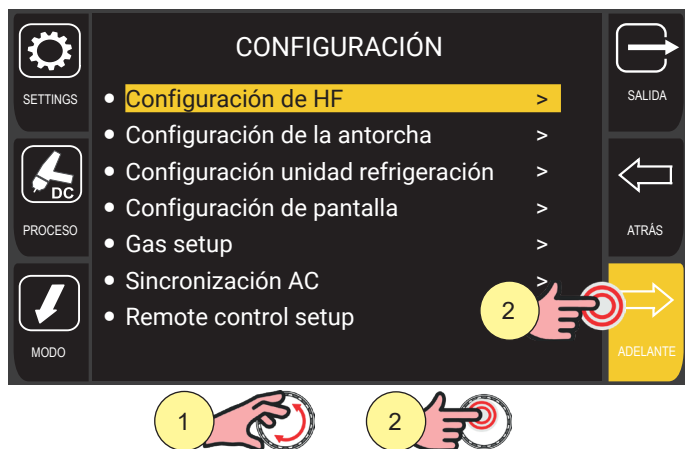 CONFIGURACIÓN
SETTINGS
SALIDA
• Configuración de HF >
• Configuración de la antorcha >
• Configuración unidad refrigeración >
DC
PROCESO
ATRÁS
• Configuración de pantalla >
• Gas setup >
• Sincronización AC >
• Remote control setup
2
MODO
ADELANTE
1
2